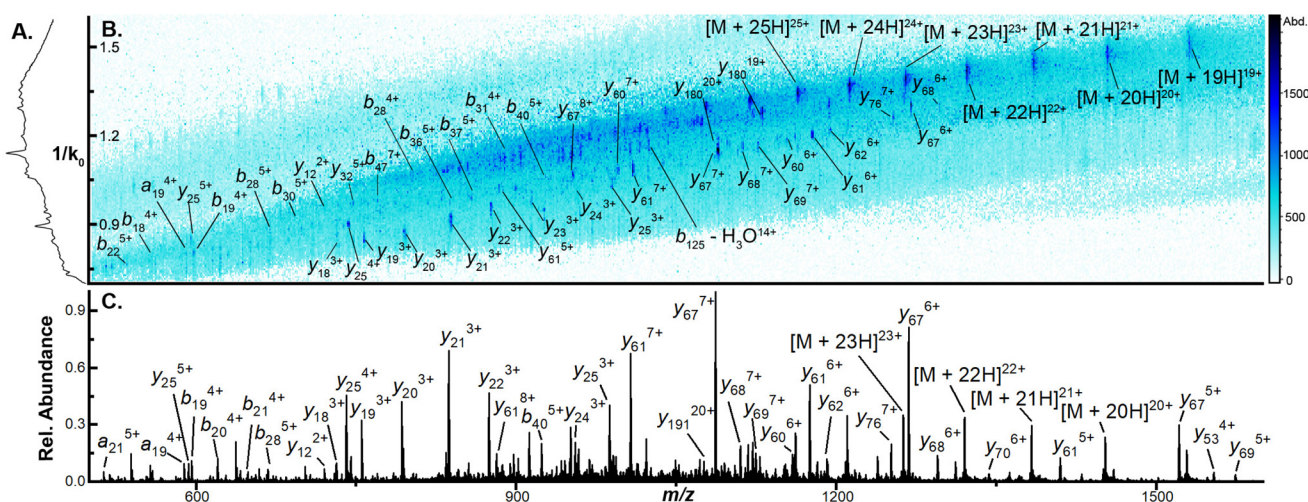 A.
B.
Abd.
1500
1000
500
0
1.5
1.2
0.9
1/k0
[M + 25H]25+
[M + 24H]24+
[M + 23H]23+
[M + 21H]21+
[M + 19H]19+
[M + 20H]20+
[M + 22H]22+
y180 20+
y180 19+
y76 7+
y68 6+
y67 6+
y62 6+
y61 6+
y60 6+
y69 7+
y68 7+
y67 7+
y60 7+
y67 8+
b40 5+
b31 4+
b28 4+
b37 5+
b36 5+
b47 7+
y32 5+
y12 2+
b30 5+
b28 5+
b19 4+
y25 5+
a19 4+
b18 4+
b22 5+
y18 3+
y25 4+
y19 3+
y20 3+
y21 3+
y22 3+
y61 5+
y23 3+
y24 3+
y25 3+
y61 7+
b125 - H3O14+
C.
Rel. Abundance
0.9
0.6
0.3
0.0
a21 5+
y25 5+
a19 4+
b19 4+
b20 4+
b21 4+
b28 5+
y12 2+
y18 3+
y25 4+
y19 3+
y20 3+
y21 3+
y22 3+
y61 8+
b40 5+
y24 3+
y25 3+
y61 7+
y191 20+
y67 7+
y68 7+
y69 7+
y60 6+
y61 6+
y62 6+
y76 7+
[M + 23H]23+
y67 6+
y68 6+
[M + 22H]22+
y70 6+
[M + 21H]21+
y61 5+
[M + 20H]20+
y67 5+
y53 4+
y69 5+
600
900
m/z
1200
1500